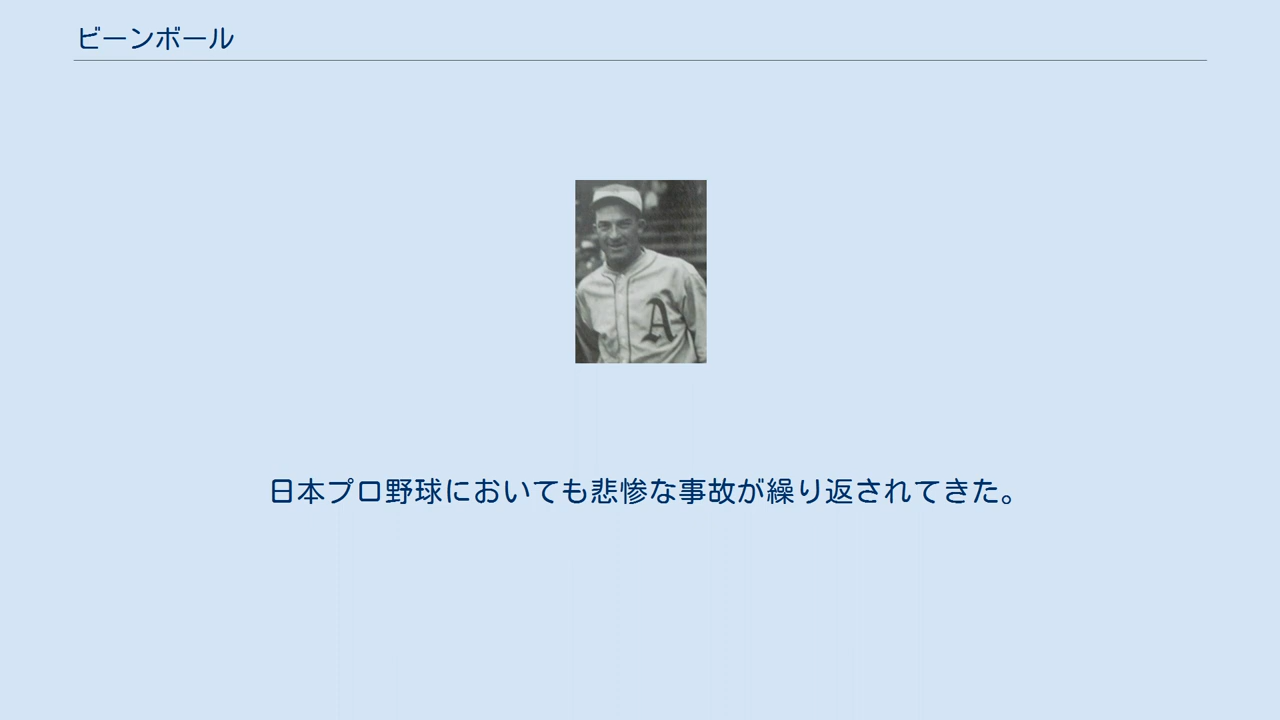 ビーンボール
A
日本プロ野球においても悲惨な事故が繰り返されてきた。